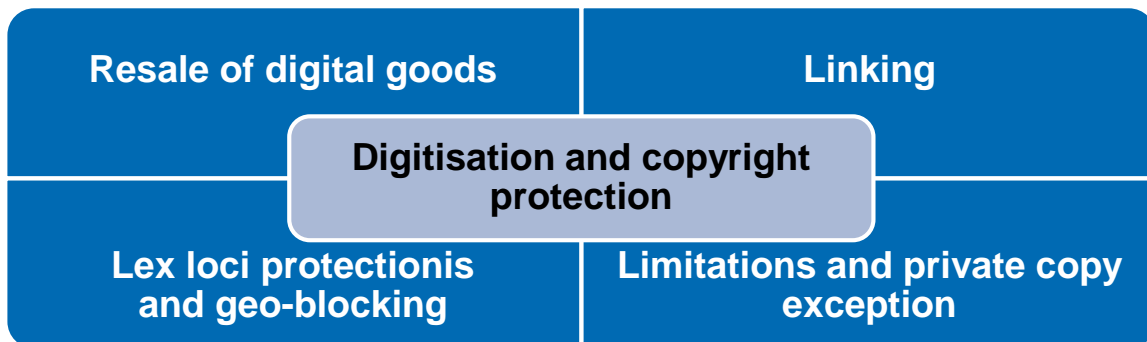 Resale of digital goods
Linking
Digitisation and copyright
protection
Lex loci protectionis
and geo-blocking
Limitations and private copy
exception